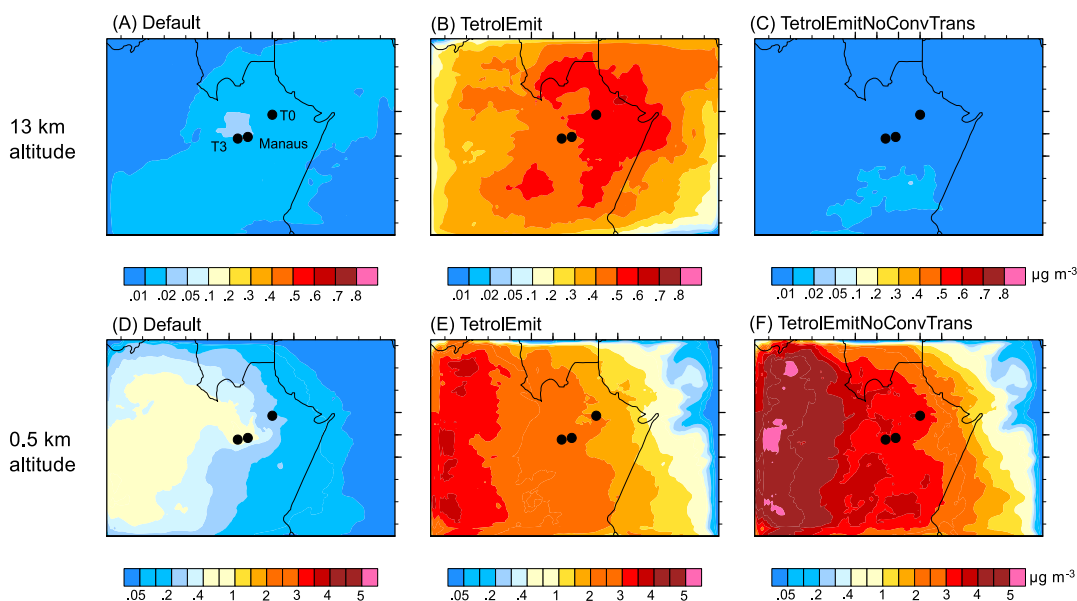 (A) Default
(B) TetrolEmit
(C) TetrolEmitNoConvTrans
13 km
altitude
T0
T3
Manaus
.01 .02 .05 .1 .2 .3 .4 .5 .6 .7 .8
.01 .02 .05 .1 .2 .3 .4 .5 .6 .7 .8
.01 .02 .05 .1 .2 .3 .4 .5 .6 .7 .8 µg m⁻³
(D) Default
(E) TetrolEmit
(F) TetrolEmitNoConvTrans
0.5 km
altitude
.05 .2 .4 1 2 3 4 5
.05 .2 .4 1 2 3 4 5
.05 .2 .4 1 2 3 4 5 µg m⁻³